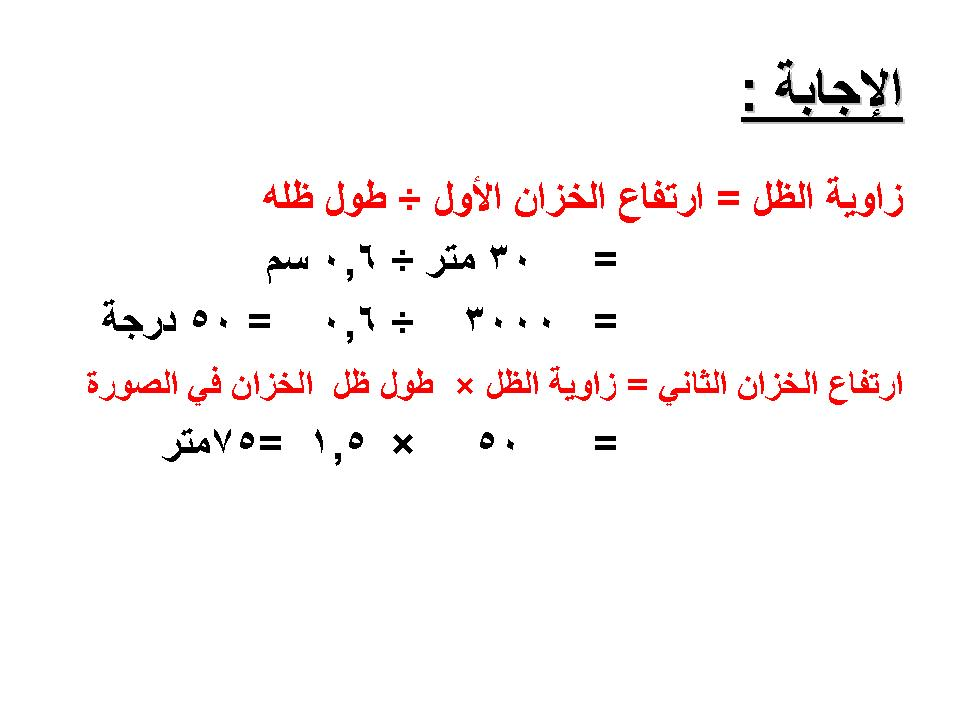 الإجابة :
زاوية الظل = ارتفاع الخزان الأول ÷ طول ظله
= ٣٠ متر ÷ ٠,٦ سم
= ٣٠٠٠ ÷ ٠,٦ = ٥٠ درجة
ارتفاع الخزان الثاني = زاوية الظل × طول ظل الخزان في الصورة
= ٥٠ × ١,٥ =٧٥متر